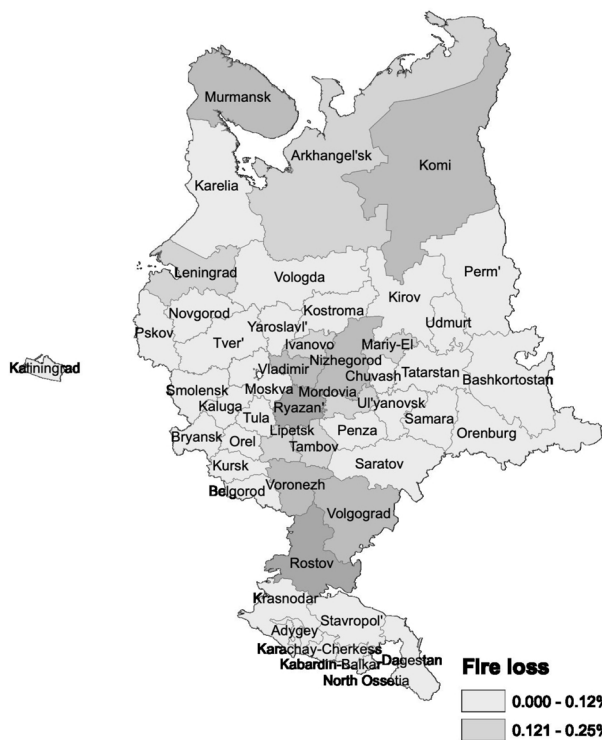 Murmansk
Arkhangel'sk
Komi
Karelia
Leningrad
Vologda
Perm'
Novgorod
Kostroma
Kirov
Pskov
Yaroslavl'
Udmurt
Tver'
Ivanovo
Mariy-El
Nizhegorod
Kaliningrad
Vladimir
Chuvash
Tatarstan
Bashkortostan
Smolensk
Moskva
Mordovia
Kaluga
Ryazan'
Ul'yanovsk
Tula
Samara
Bryansk
Orel
Lipetsk
Penza
Orenburg
Tambov
Kursk
Saratov
Voronezh
Belgorod
Volgograd
Rostov
Krasnodar
Stavropol'
Adygey
Karachay-Cherkess
Dagestan
Kabardin-Balkar
North Ossetia
Fire loss
0.000 - 0.12%
0.121 - 0.25%